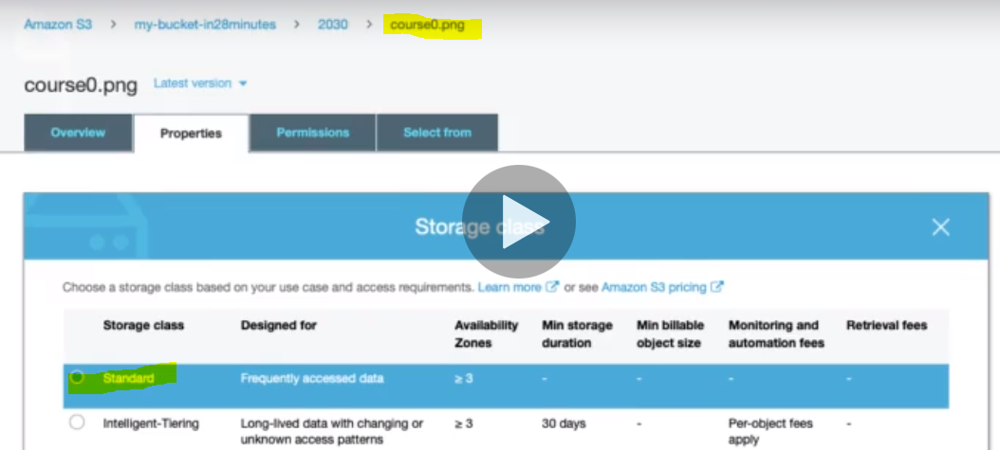 Amazon S3 > my-bucket-in28minutes > 2030 > course0.png
course0.png Latest version
Overview Properties Permissions Select from
Storage class
Choose a storage class based on your use case and access requirements. Learn more or see Amazon S3 pricing
Storage class Designed for Availability Zones Min storage duration Min billable object size Monitoring and automation fees Retrieval fees
Standard Frequently accessed data ≥ 3 - - - -
Intelligent-Tiering Long-lived data with changing or unknown access patterns ≥ 3 30 days - Per-object fees apply -